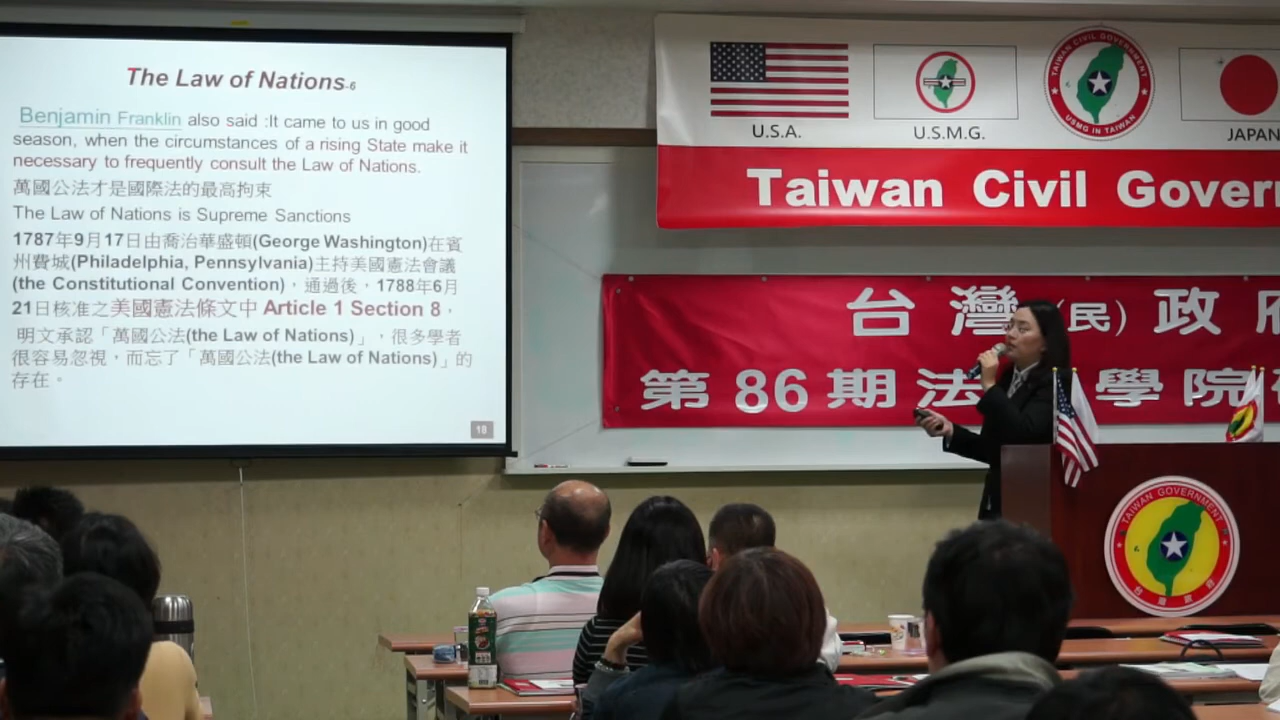 The Law of Nations-6
Benjamin Franklin also said :It came to us in good
season, when the circumstances of a rising State make it
necessary to frequently consult the Law of Nations.
萬國公法才是國際法的最高拘束
The Law of Nations is Supreme Sanctions
1787年9月17日由喬治華盛頓(George Washington)在賓
州費城(Philadelphia, Pennsylvania)主持美國憲法會議
(the Constitutional Convention)，通過後，1788年6月
21日核准之美國憲法條文中 Article 1 Section 8，
明文承認「萬國公法(the Law of Nations)」，很多學者
很容易忽視，而忘了「萬國公法(the Law of Nations)」的
存在。
18
TAIWAN CIVIL GOVERNMENT
USMG IN TAIWAN
U.S.A.
U.S.M.G.
JAPAN
Taiwan Civil Govern
台灣(民)政府
第86期法 學院
TAIWAN GOVERNMENT